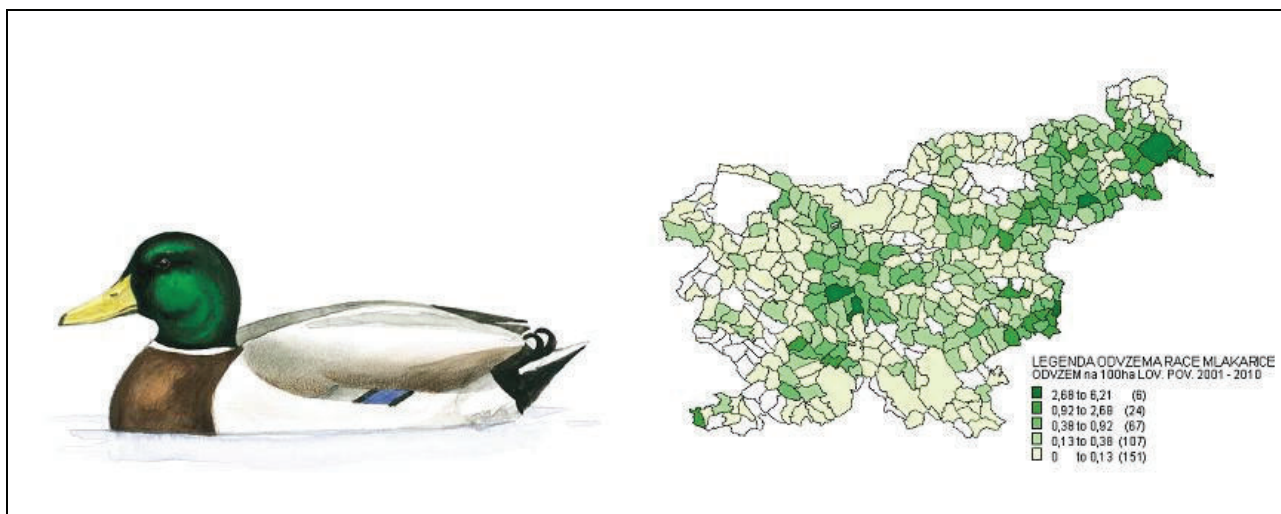 LEGENDA ODVZEMA RACE MLAKARICE
ODVZEM na 100ha LOV. POV. 2001 - 2010
2,68 to 6,21 (6)
0,92 to 2,68 (24)
0,38 to 0,92 (67)
0,13 to 0,38 (107)
0 to 0,13 (151)